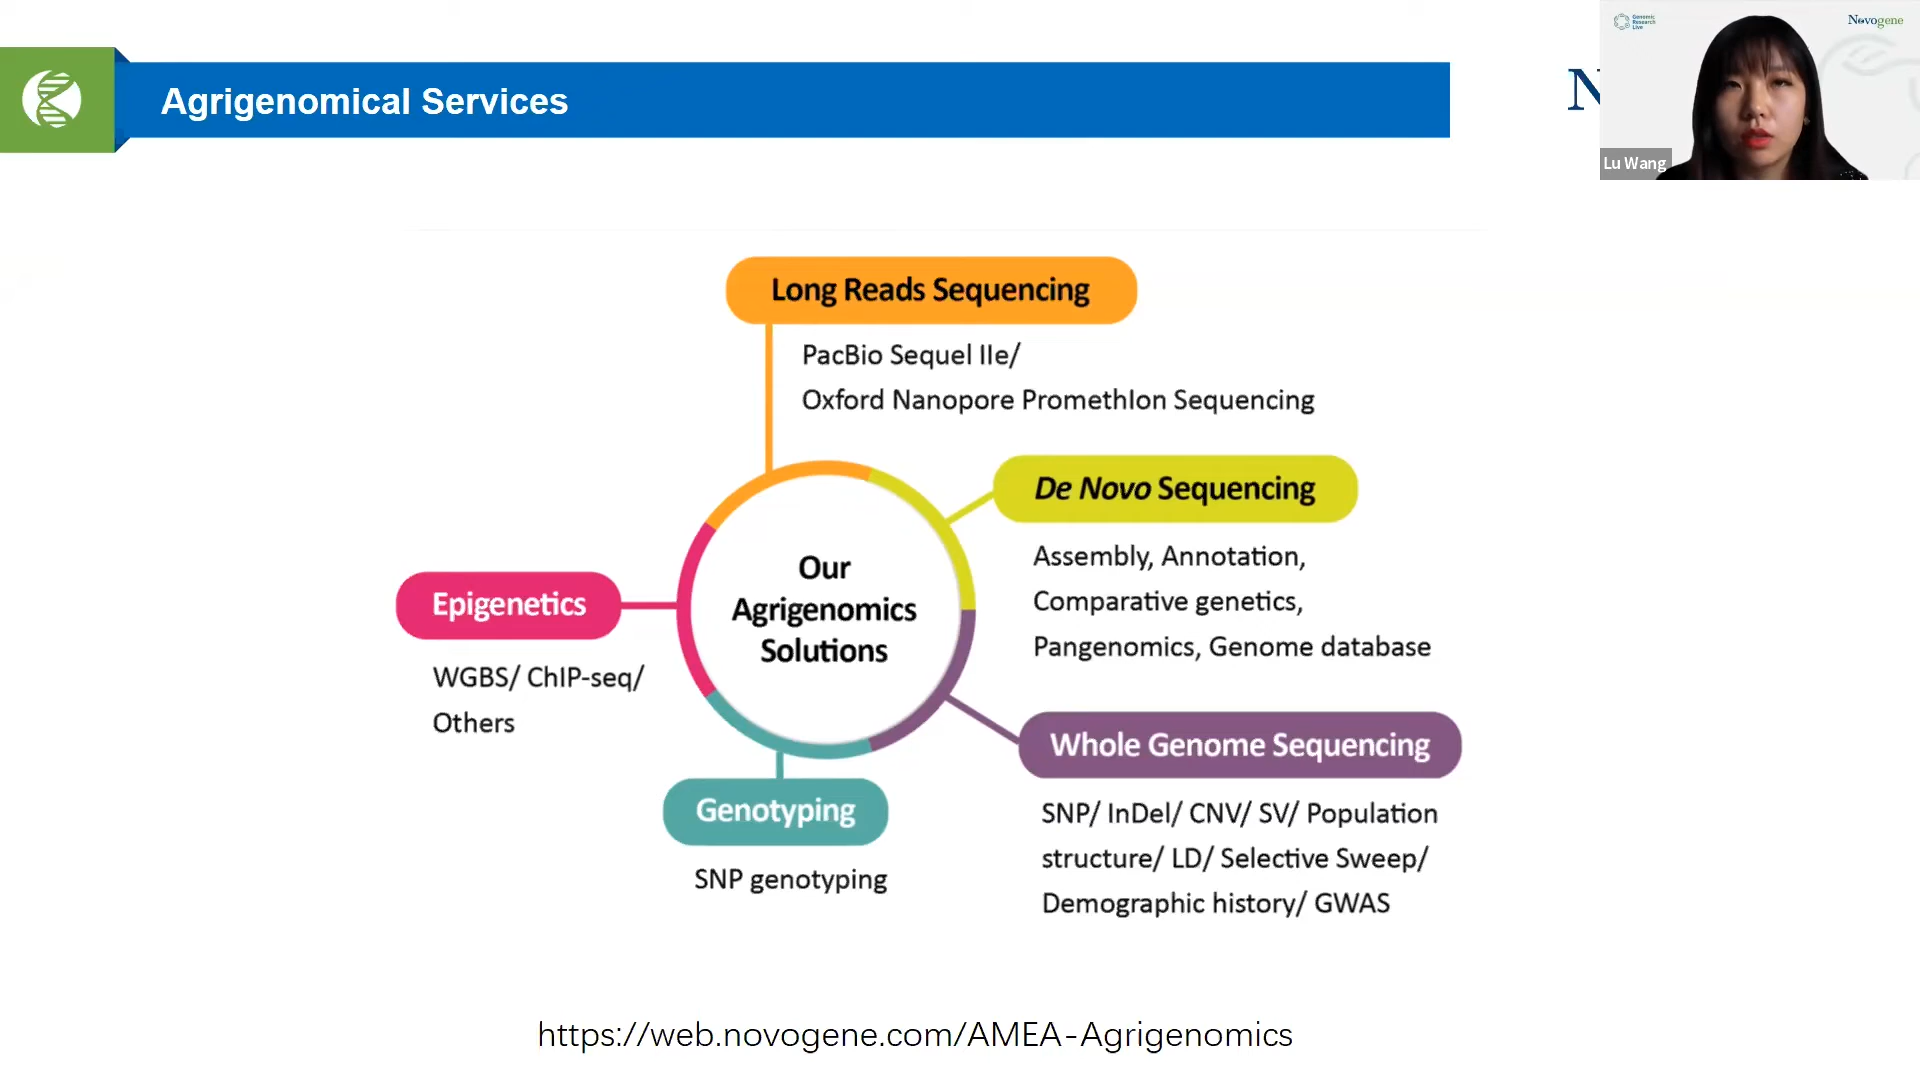 Agrigenomical Services
N
Genomic
Research
Live
Novogene
Lu Wang
Long Reads Sequencing
PacBio Sequel IIe/
Oxford Nanopore PromethIon Sequencing
De Novo Sequencing
Assembly, Annotation,
Comparative genetics,
Pangenomics, Genome database
Our
Agrigenomics
Solutions
Epigenetics
WGBS/ ChIP-seq/
Others
Whole Genome Sequencing
SNP/ InDel/ CNV/ SV/ Population
structure/ LD/ Selective Sweep/
Demographic history/ GWAS
Genotyping
SNP genotyping
https://web.novogene.com/AMEA-Agrigenomics